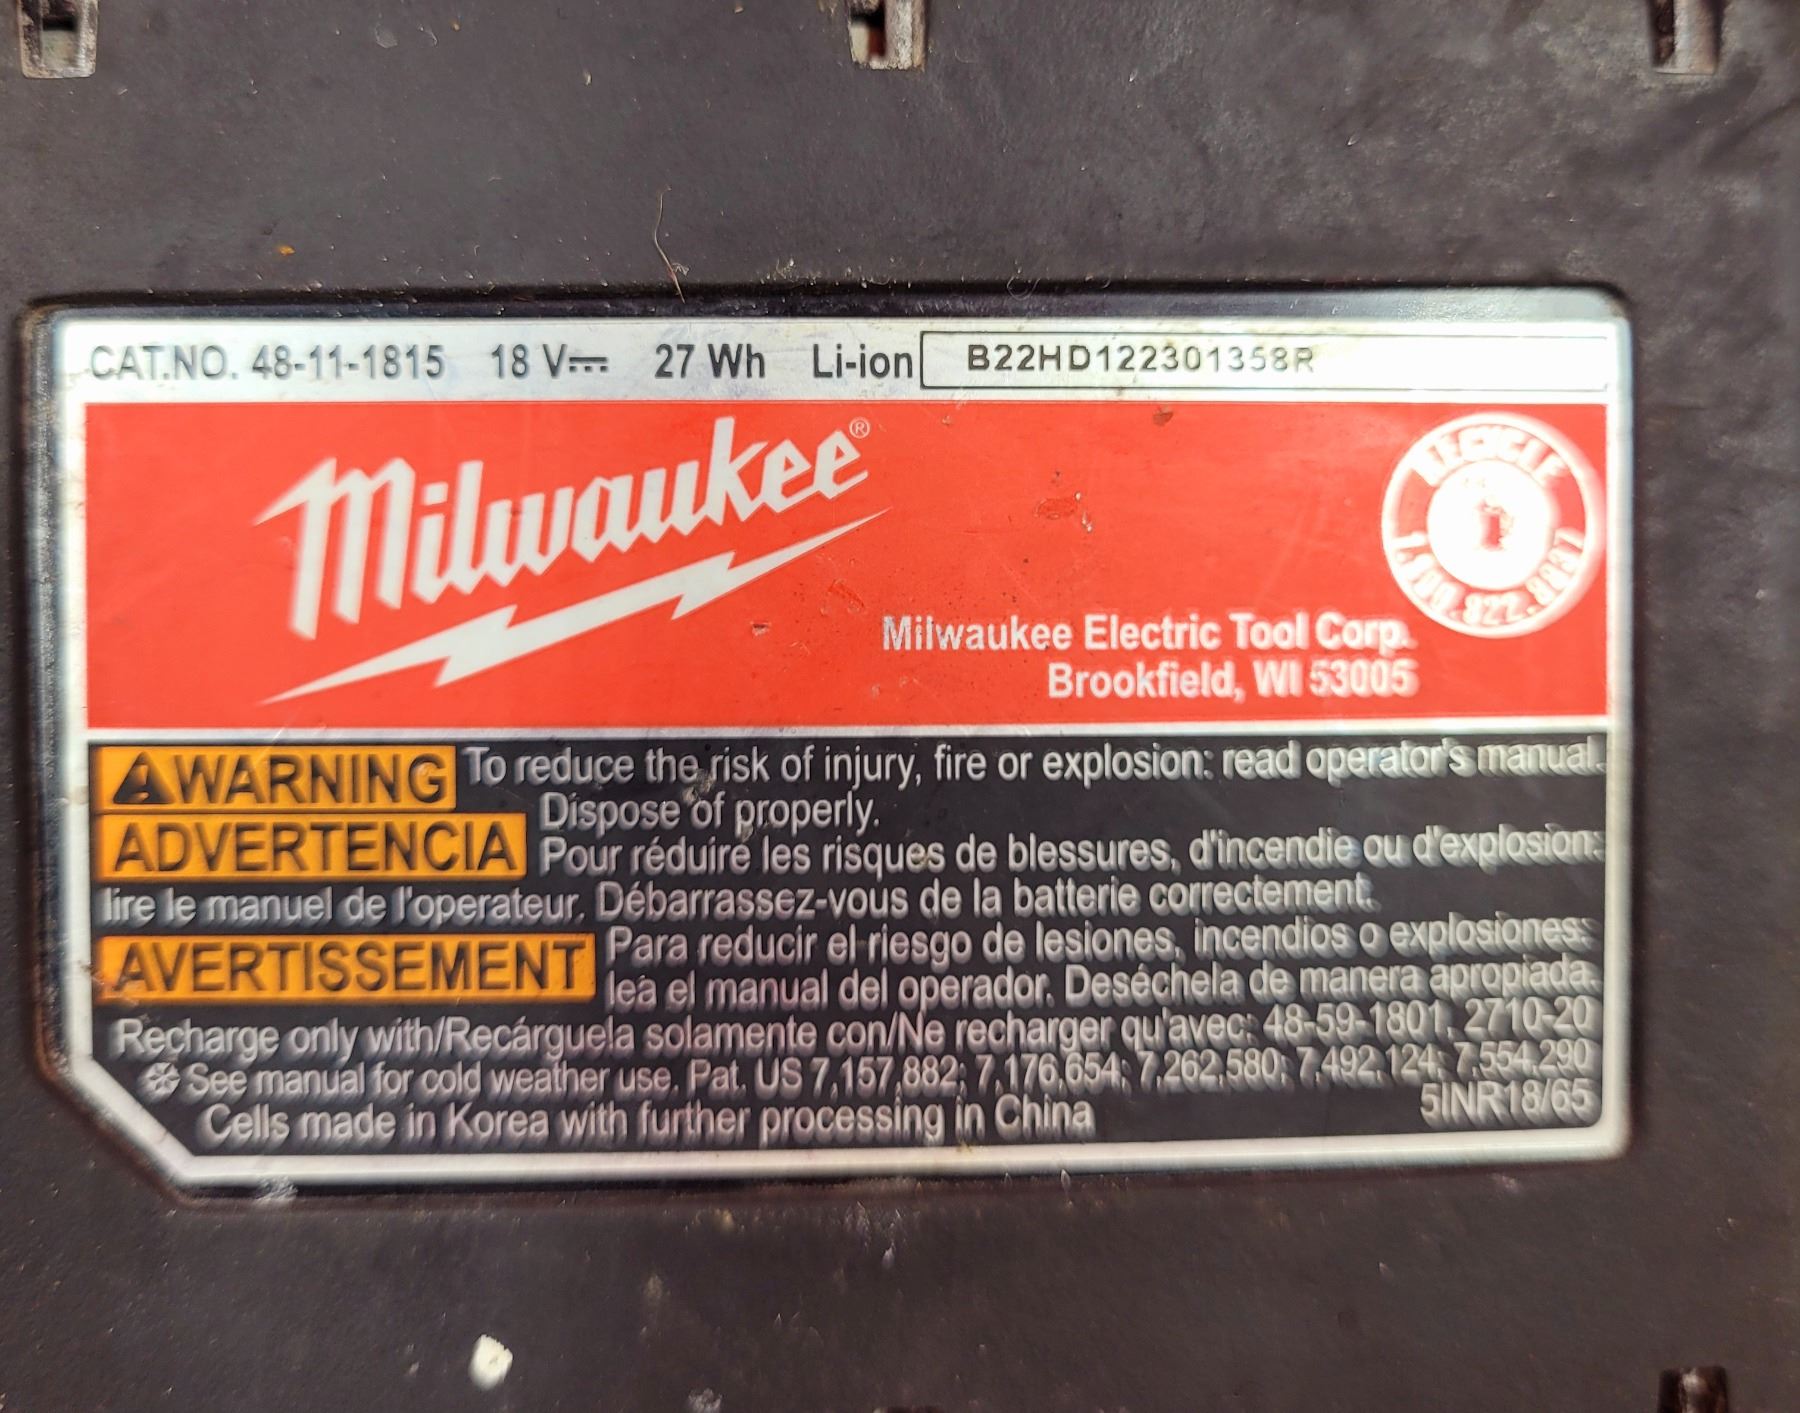 CAT.NO. 48-11-1815 18 V⎓ 27 Wh Li-ion B22HD122301358R
Milwaukee®
RECYCLE
1.800.822.8837
Milwaukee Electric Tool Corp.
Brookfield, WI 53005
WARNING To reduce the risk of injury, fire or explosion: read operator's manual.
Dispose of properly.
ADVERTENCIA Pour réduire les risques de blessures, d'incendie ou d'explosion:
lire le manuel de l'operateur. Débarrassez-vous de la batterie correctement.
AVERTISSEMENT Para reducir el riesgo de lesiones, incendios o explosiones:
lea el manual del operador. Deséchela de manera apropiada.
Recharge only with/Recárguela solamente con/Ne recharger qu'avec: 48-59-1801, 2710-20
See manual for cold weather use. Pat. US 7,157,882; 7,176,654; 7,262,580; 7,492,124; 7,554,290
Cells made in Korea with further processing in China 5INR18/65